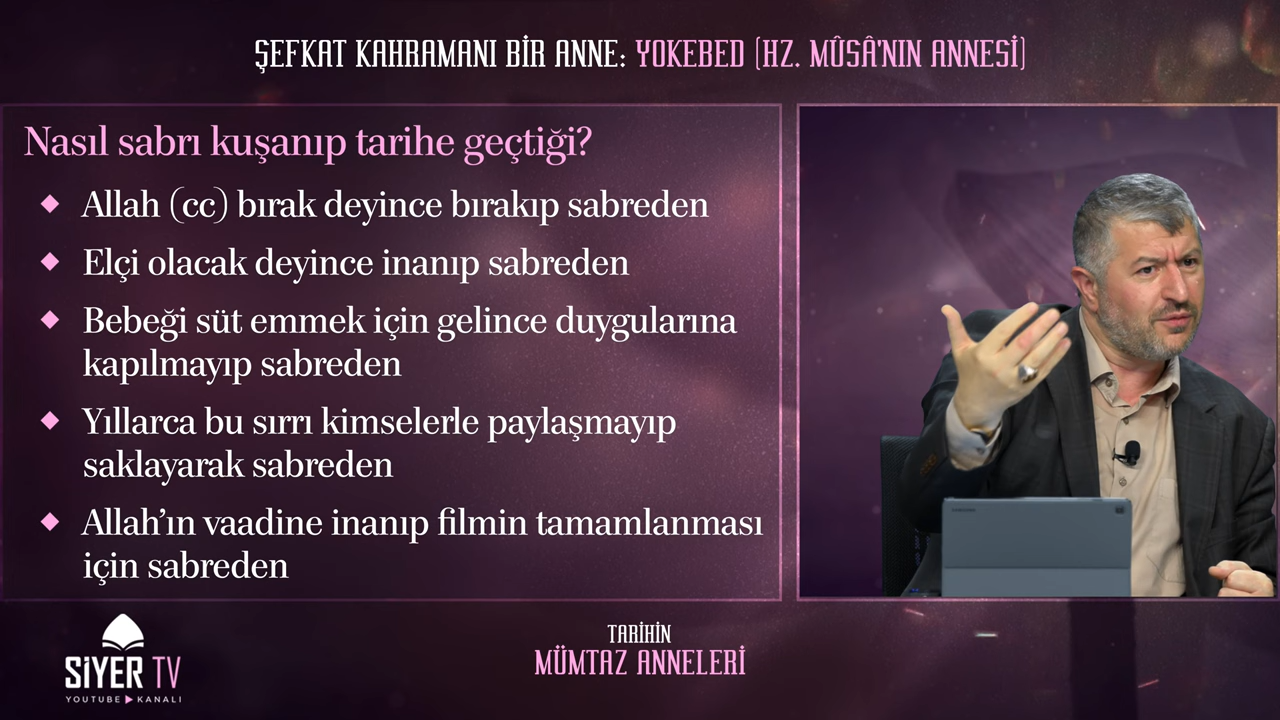 ŞEFKAT KAHRAMANI BİR ANNE: YOKEBED (HZ. MÛSÂ'NIN ANNESİ)
Nasıl sabrı kuşanıp tarihe geçtiği?
Allah (cc) bırak deyince bırakıp sabreden
Elçi olacak deyince inanıp sabreden
Bebeği süt emmek için gelince duygularına
kapılmayıp sabreden
Yıllarca bu sırrı kimselerle paylaşmayıp
saklayarak sabreden
Allah'ın vaadine inanıp filmin tamamlanması
için sabreden
SİYER TV
YOUTUBE KANALI
TARİHİN
MÜMTAZ ANNELERİ